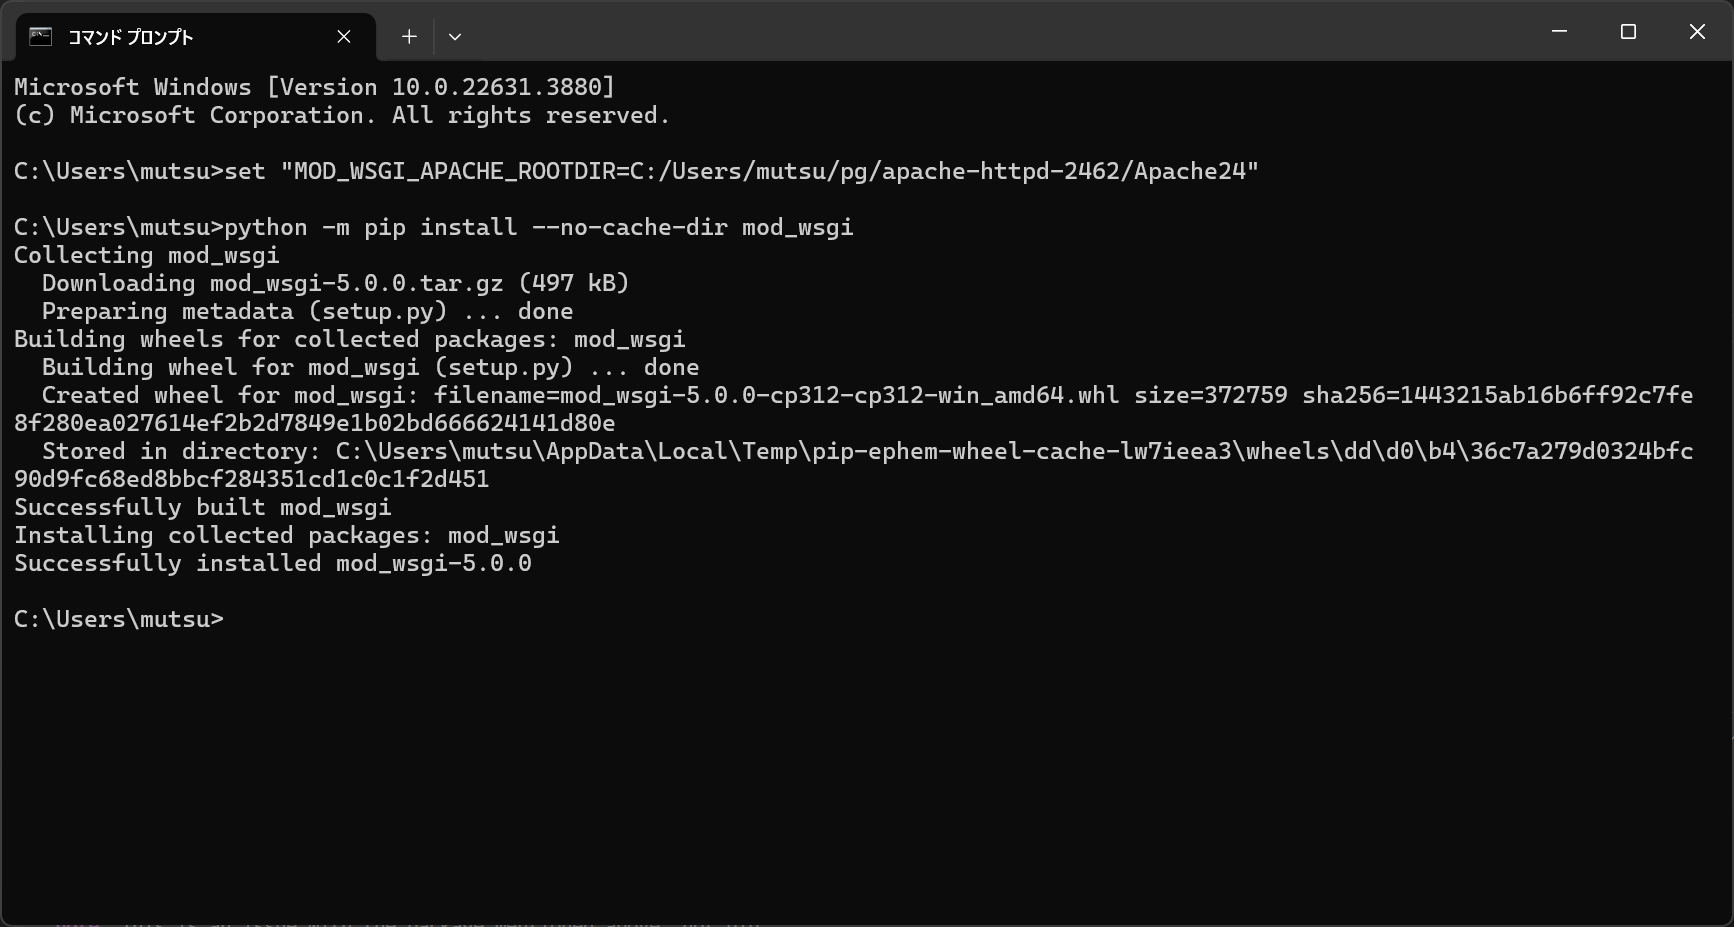 コマンド プロンプト
Microsoft Windows [Version 10.0.22631.3880]
(c) Microsoft Corporation. All rights reserved.
C:\Users\mutsu>set "MOD_WSGI_APACHE_ROOTDIR=C:/Users/mutsu/pg/apache-httpd-2462/Apache24"
C:\Users\mutsu>python -m pip install --no-cache-dir mod_wsgi
Collecting mod_wsgi
  Downloading mod_wsgi-5.0.0.tar.gz (497 kB)
  Preparing metadata (setup.py) ... done
Building wheels for collected packages: mod_wsgi
  Building wheel for mod_wsgi (setup.py) ... done
  Created wheel for mod_wsgi: filename=mod_wsgi-5.0.0-cp312-cp312-win_amd64.whl size=372759 sha256=1443215ab16b6ff92c7fe
8f280ea027614ef2b2d7849e1b02bd666624141d80e
  Stored in directory: C:\Users\mutsu\AppData\Local\Temp\pip-ephem-wheel-cache-lw7ieea3\wheels\dd\d0\b4\36c7a279d0324bfc
90d9fc68ed8bbcf284351cd1c0c1f2d451
Successfully built mod_wsgi
Installing collected packages: mod_wsgi
Successfully installed mod_wsgi-5.0.0
C:\Users\mutsu>